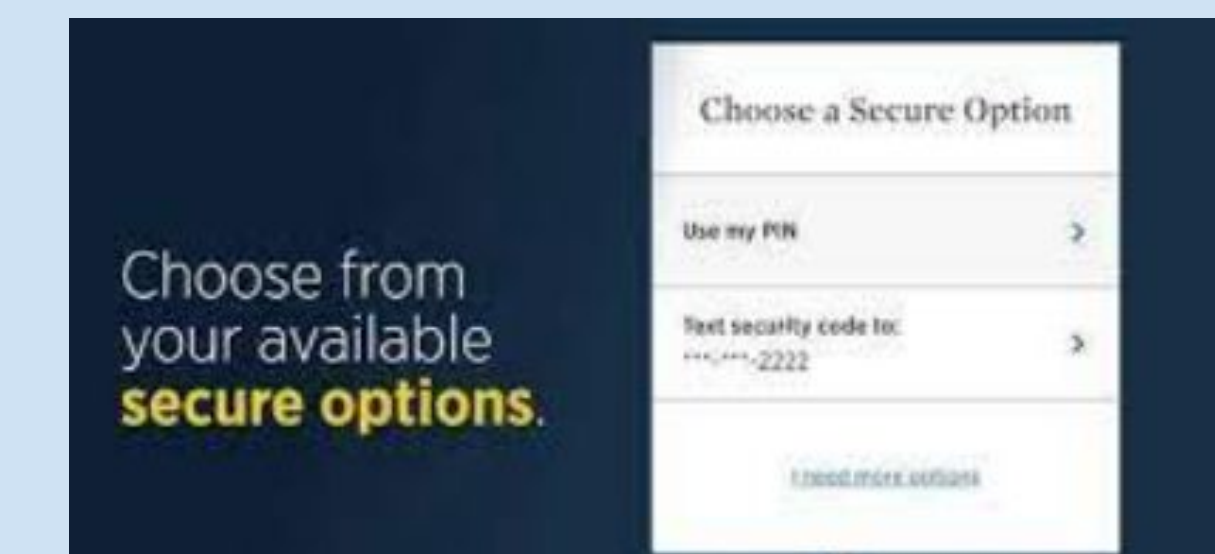 Choose from
your available
secure options.
Choose a Secure Option
Use my PIN
Text security code to:
***-***-2222
I need more options